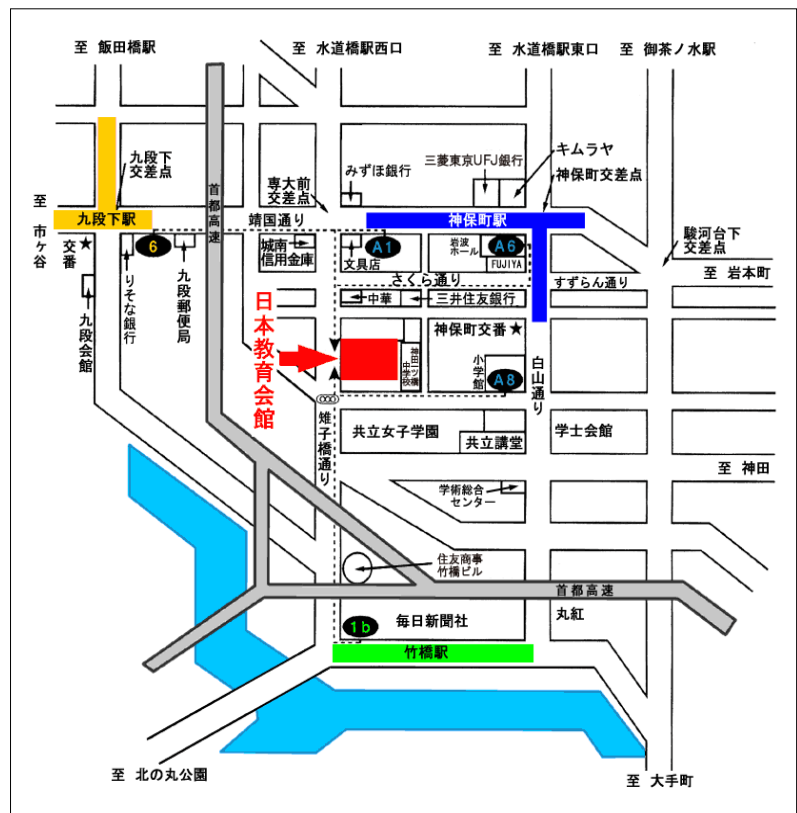 至 飯田橋駅
至 水道橋駅西口
至 水道橋駅東口
至 御茶ノ水駅
九段下
交差点
首都高速
専大前
交差点
みずほ銀行
三菱東京UFJ銀行
キムラヤ
神保町交差点
至 市ヶ谷
九段下駅
靖国通り
神保町駅
交番★
6
城南
信用金庫
文具店
A1
岩波
ホール
A6
FUJIYA
駿河台下
交差点
九段会館
りそな銀行
九段郵便局
さくら通り
すずらん通り
至 岩本町
中華
三井住友銀行
日本教育会館
神保町交番★
神田一ツ橋
中学校
小学館
A8
白山通り
雉子橋通り
共立女子学園
共立講堂
学士会館
至 神田
学術総合
センター
住友商事
竹橋ビル
首都高速
1b
毎日新聞社
丸紅
竹橋駅
至 北の丸公園
至 大手町